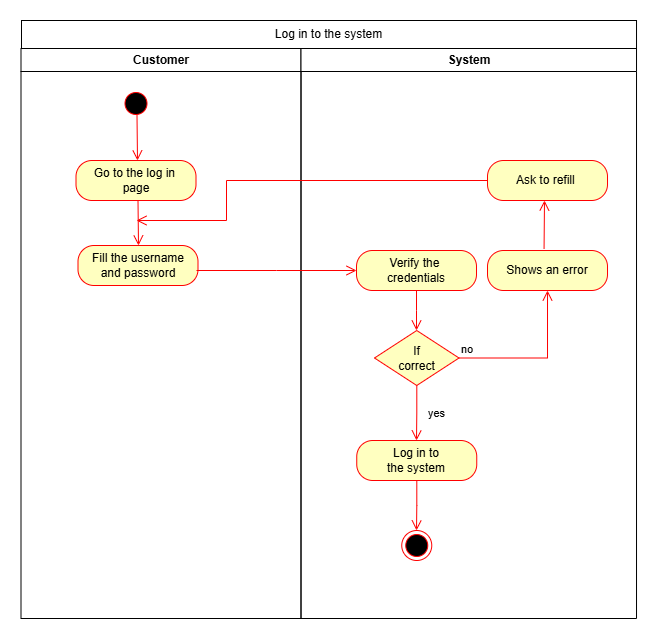 Log in to the system
Customer
System
Go to the log in
page
Ask to refill
Fill the username
and password
Verify the
credentials
Shows an error
If
correct
no
yes
Log in to
the system